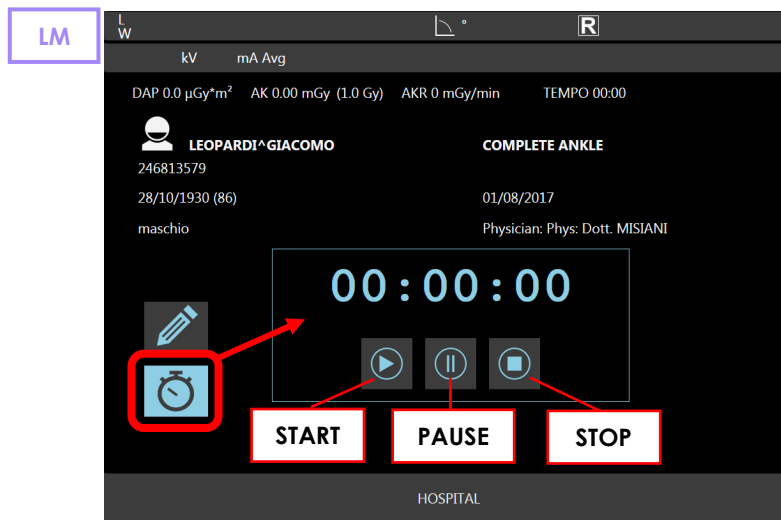 LM
L
W
°
R
kV mA Avg
DAP 0.0 µGy*m² AK 0.00 mGy (1.0 Gy) AKR 0 mGy/min TEMPO 00:00
LEOPARDI^GIACOMO COMPLETE ANKLE
246813579
28/10/1930 (86) 01/08/2017
maschio Physician: Phys: Dott. MISIANI
00:00:00
START PAUSE STOP
HOSPITAL